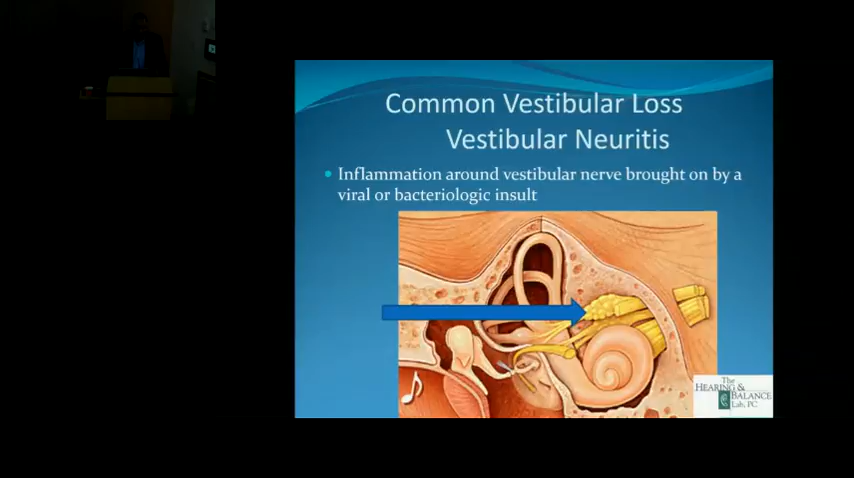 Common Vestibular Loss
Vestibular Neuritis
Inflammation around vestibular nerve brought on by a
viral or bacteriologic insult
The
HEARING &
BALANCE
Lab, PC